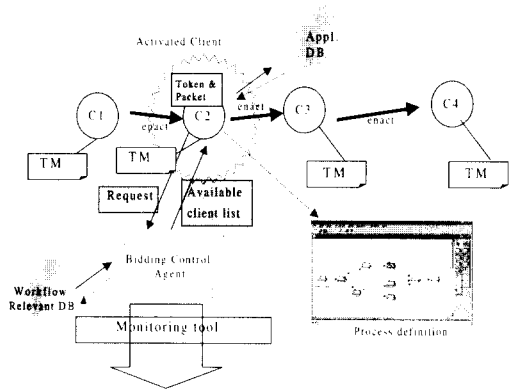 Activated Client
Appl.
DB
Token &
Packet
C1
enact
C2
enact
C3
enact
C4
TM
TM
TM
TM
Request
Available
client list
Bidding Control
Agent
Workflow
Relevant DB
Monitoring tool
Process definition